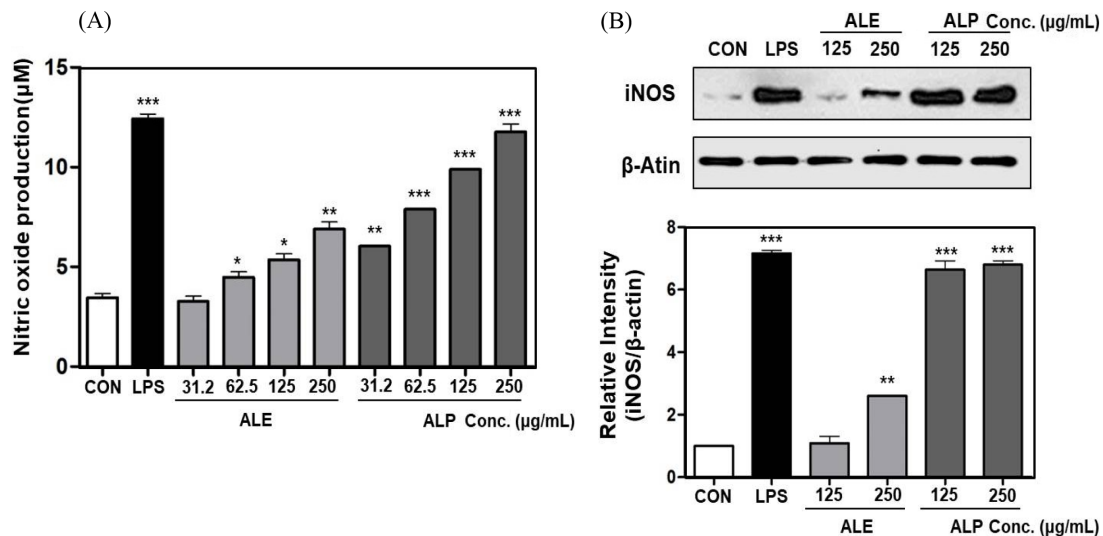 (A)
Nitric oxide production(µM)
15
10
5
0
***
*
*
**
**
***
***
***
CON LPS 31.2 62.5 125 250 31.2 62.5 125 250
ALE ALP Conc. (µg/mL)
(B)
ALE ALP Conc. (µg/mL)
CON LPS 125 250 125 250
iNOS
β-Atin
Relative Intensity
(iNOS/β-actin)
8
6
4
2
0
***
**
***
***
CON LPS 125 250 125 250
ALE ALP Conc. (µg/mL)